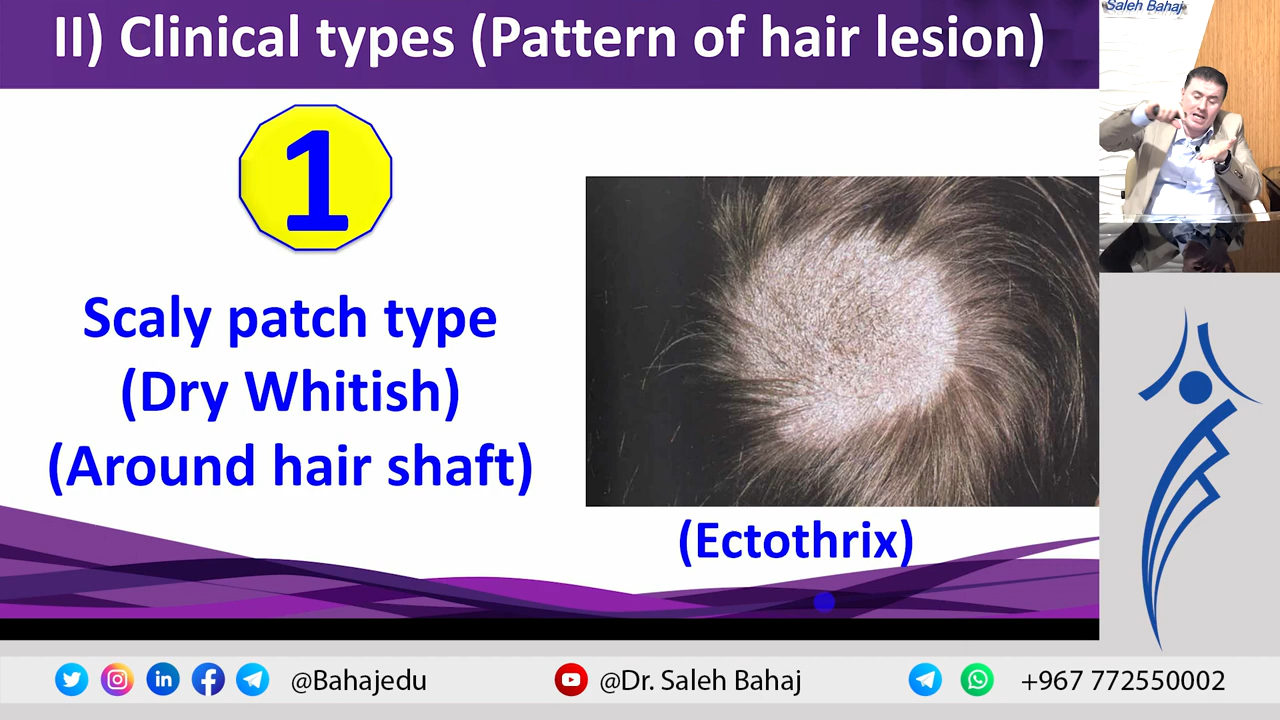 II) Clinical types (Pattern of hair lesion)
Saleh Bahaj
1
Scaly patch type
(Dry Whitish)
(Around hair shaft)
(Ectothrix)
@Bahajedu
@Dr. Saleh Bahaj
+967 772550002